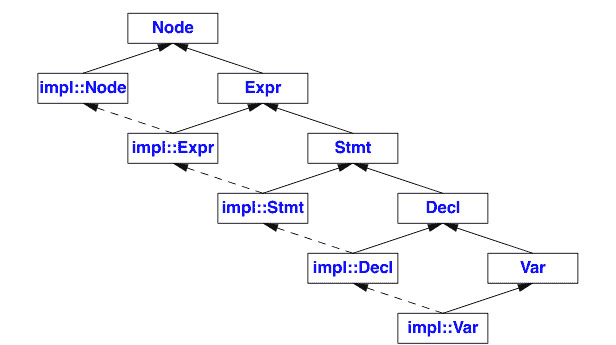 Node
impl::Node
Expr
impl::Expr
Stmt
impl::Stmt
Decl
impl::Decl
Var
impl::Var